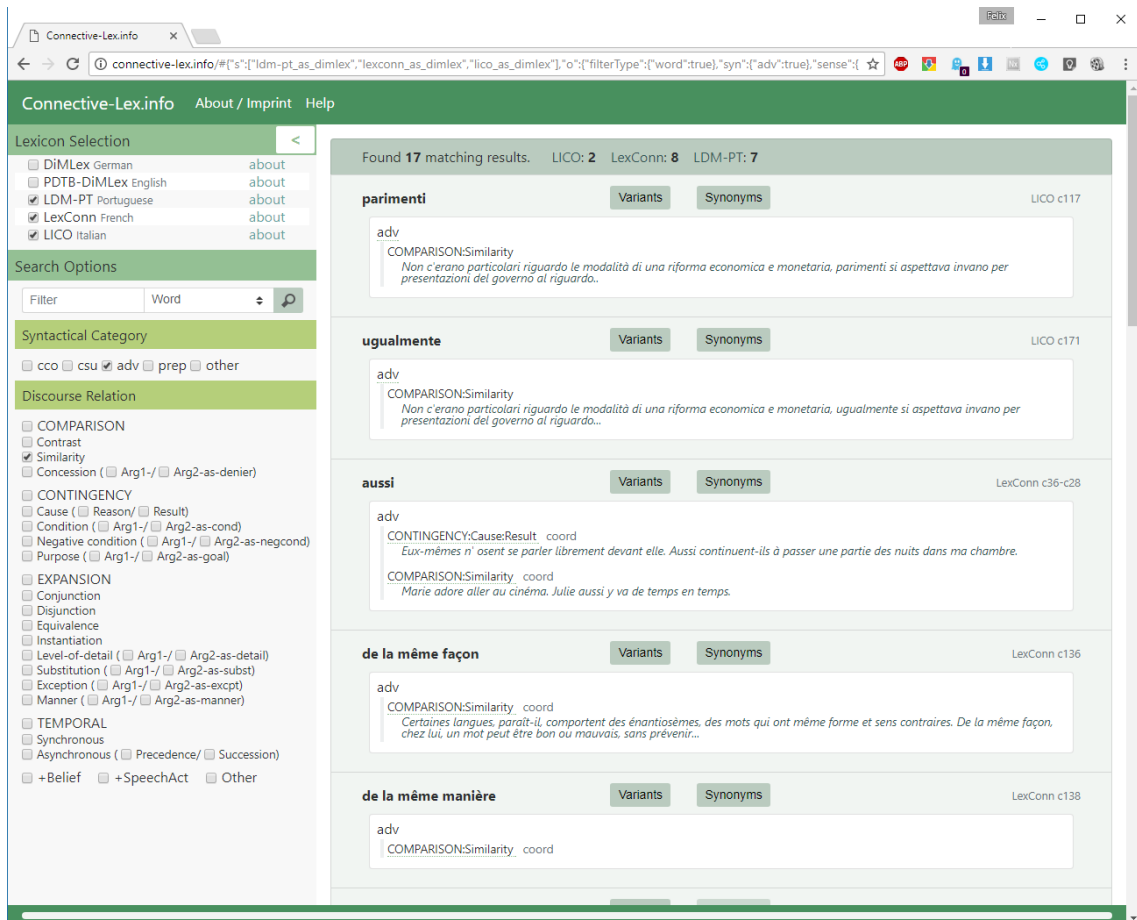 Felix
Connective-Lex.info
connective-lex.info/#{"s":["ldm-pt_as_dimlex","lexconn_as_dimlex","lico_as_dimlex"],"o":{"filterType":{"word":true},"syn":{"adv":true},"sense":{
ABP
0
Connective-Lex.info About / Imprint Help
Lexicon Selection <
DiMLex German about
PDTB-DiMLex English about
LDM-PT Portuguese about
LexConn French about
LICO Italian about
Search Options
Filter Word
Syntactical Category
cco csu adv prep other
Discourse Relation
COMPARISON
Contrast
Similarity
Concession ( Arg1-/ Arg2-as-denier)
CONTINGENCY
Cause ( Reason/ Result)
Condition ( Arg1-/ Arg2-as-cond)
Negative condition ( Arg1-/ Arg2-as-negcond)
Purpose ( Arg1-/ Arg2-as-goal)
EXPANSION
Conjunction
Disjunction
Equivalence
Instantiation
Level-of-detail ( Arg1-/ Arg2-as-detail)
Substitution ( Arg1-/ Arg2-as-subst)
Exception ( Arg1-/ Arg2-as-excpt)
Manner ( Arg1-/ Arg2-as-manner)
TEMPORAL
Synchronous
Asynchronous ( Precedence/ Succession)
+Belief +SpeechAct Other
Found 17 matching results. LICO: 2 LexConn: 8 LDM-PT: 7
parimenti Variants Synonyms LICO c117
adv
COMPARISON:Similarity
Non c'erano particolari riguardo le modalità di una riforma economica e monetaria, parimenti si aspettava invano per
presentazioni del governo al riguardo..
ugualmente Variants Synonyms LICO c171
adv
COMPARISON:Similarity
Non c'erano particolari riguardo le modalità di una riforma economica e monetaria, ugualmente si aspettava invano per
presentazioni del governo al riguardo...
aussi Variants Synonyms LexConn c36-c28
adv
CONTINGENCY:Cause:Result coord
Eux-mêmes n' osent se parler librement devant elle. Aussi continuent-ils à passer une partie des nuits dans ma chambre.
COMPARISON:Similarity coord
Marie adore aller au cinéma. Julie aussi y va de temps en temps.
de la même façon Variants Synonyms LexConn c136
adv
COMPARISON:Similarity coord
Certaines langues, paraît-il, comportent des énantiosèmes, des mots qui ont même forme et sens contraires. De la même façon,
chez lui, un mot peut être bon ou mauvais, sans prévenir...
de la même manière Variants Synonyms LexConn c138
adv
COMPARISON:Similarity coord